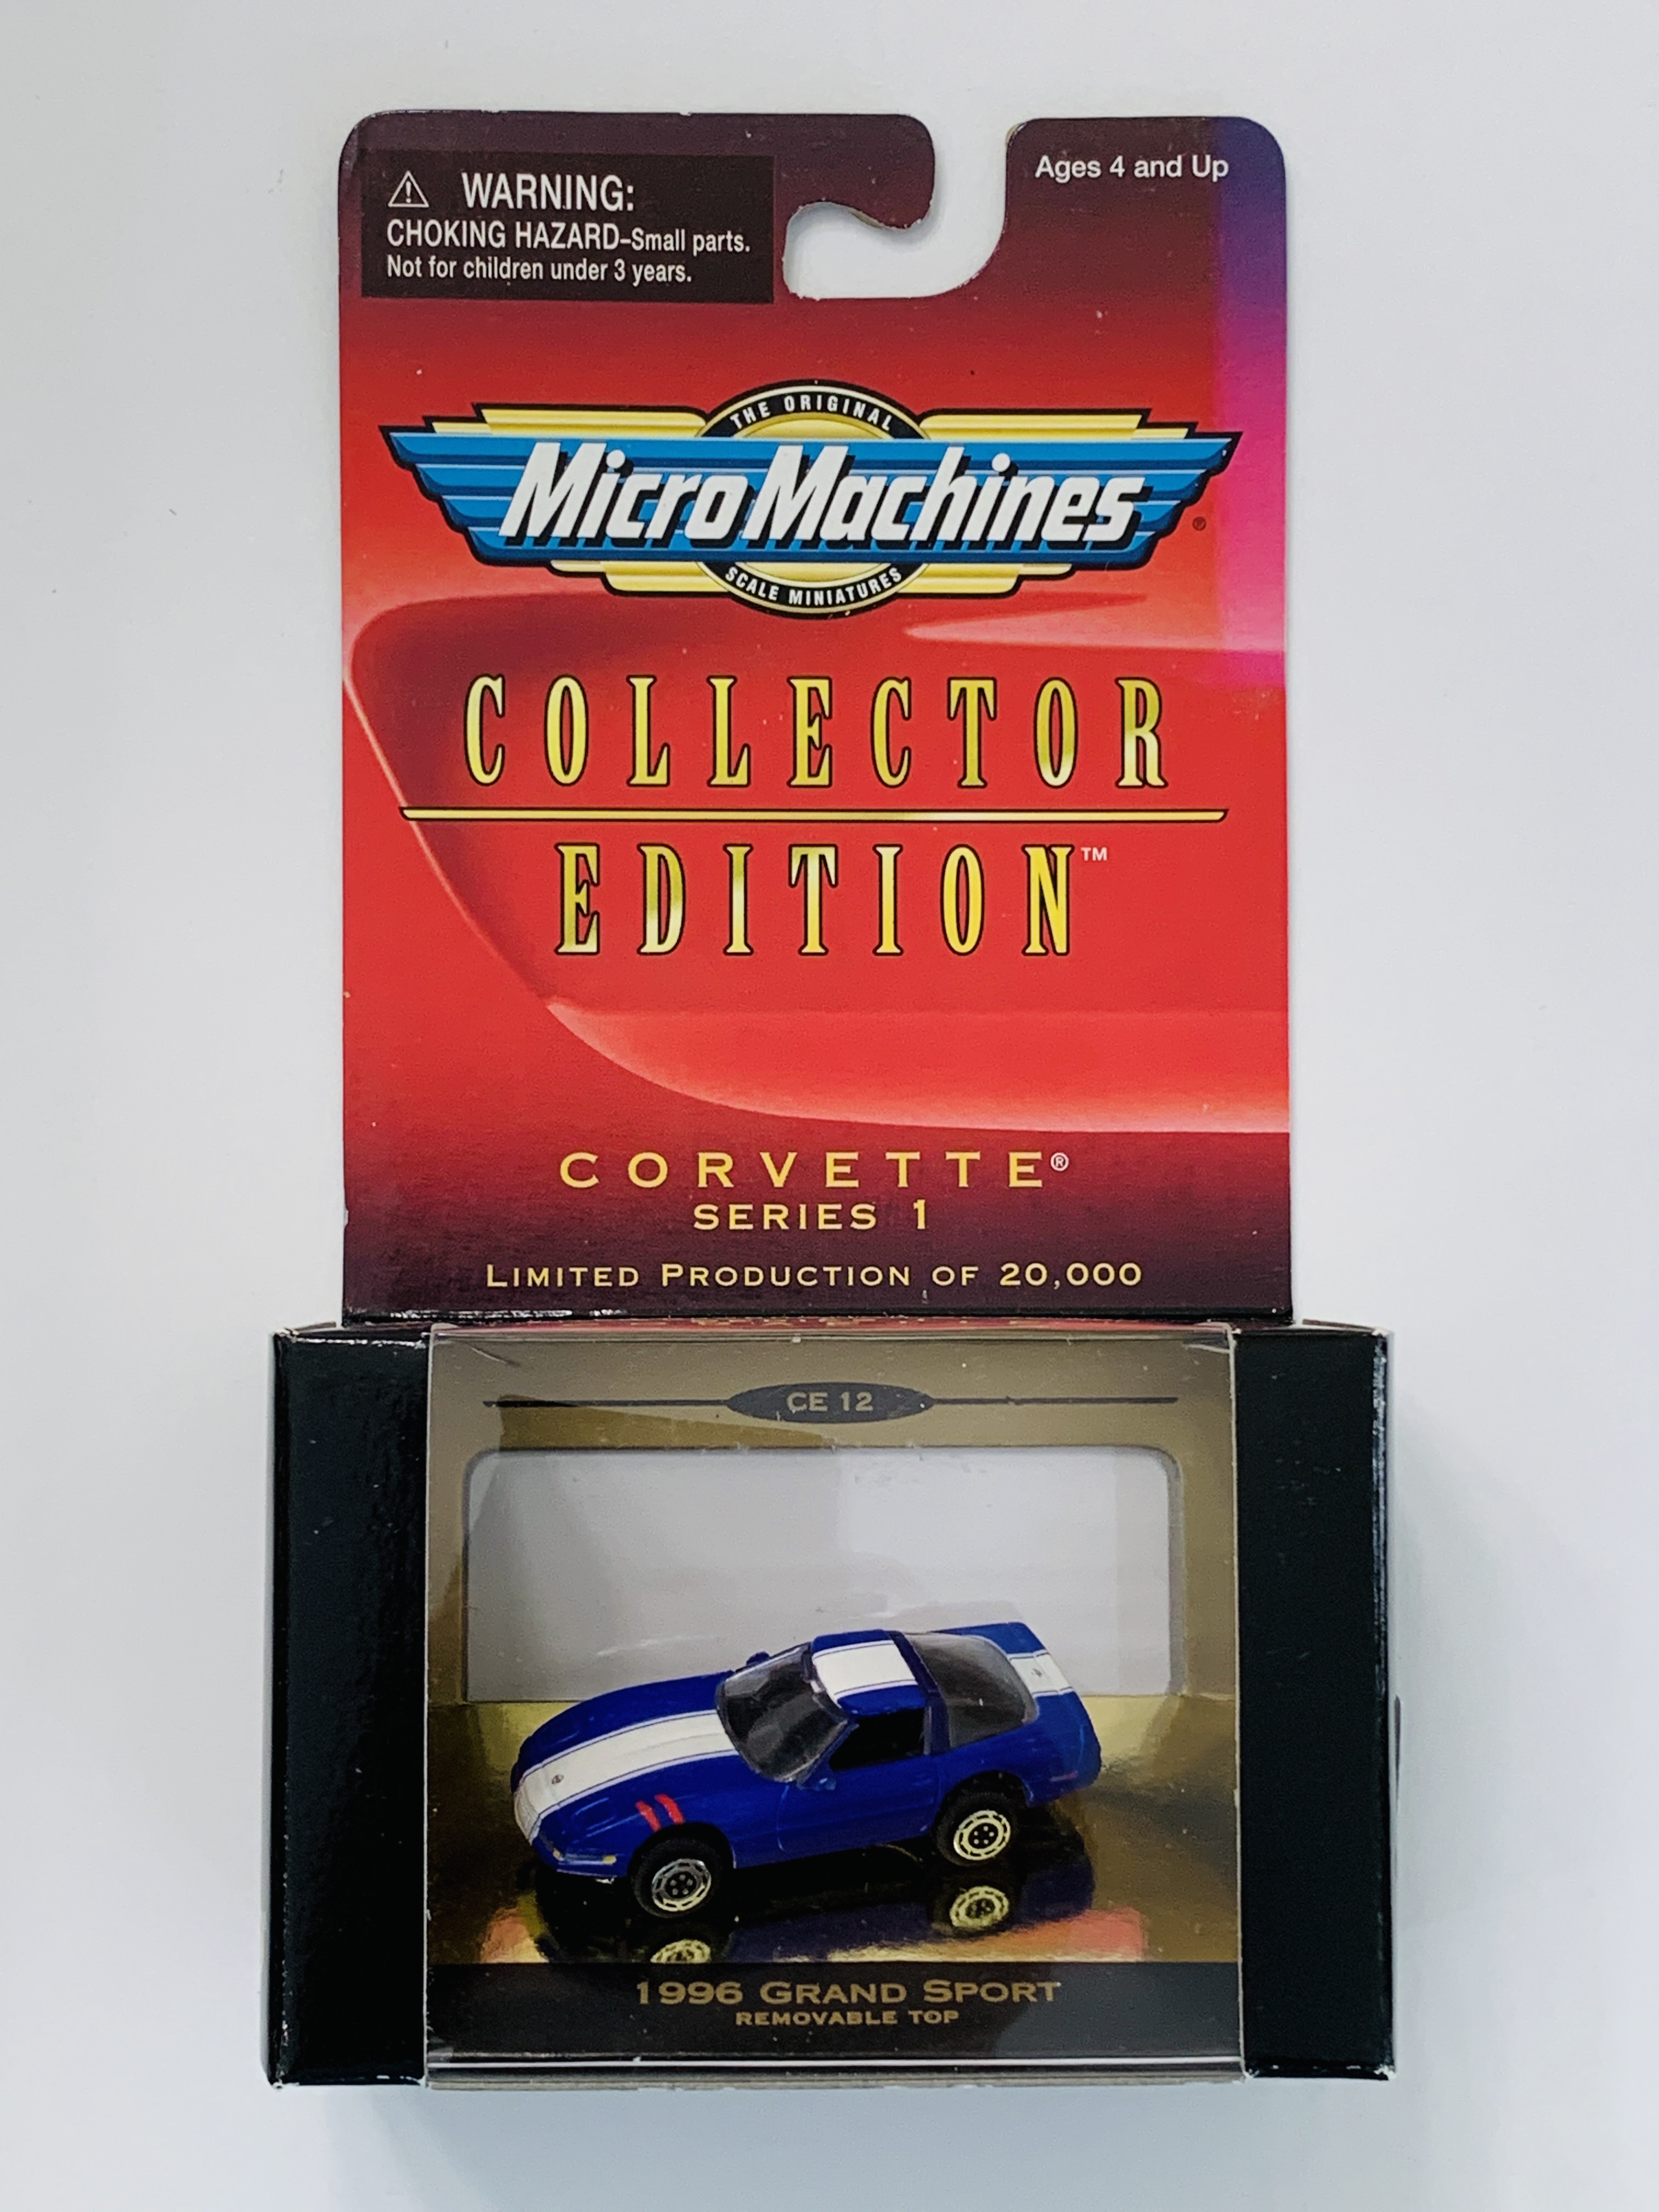 ⚠ WARNING:
CHOKING HAZARD–Small parts.
Not for children under 3 years.
Ages 4 and Up
THE ORIGINAL
Micro Machines®
SCALE MINIATURES
COLLECTOR
EDITION™
CORVETTE®
SERIES 1
LIMITED PRODUCTION OF 20,000
CE 12
1996 GRAND SPORT
REMOVABLE TOP